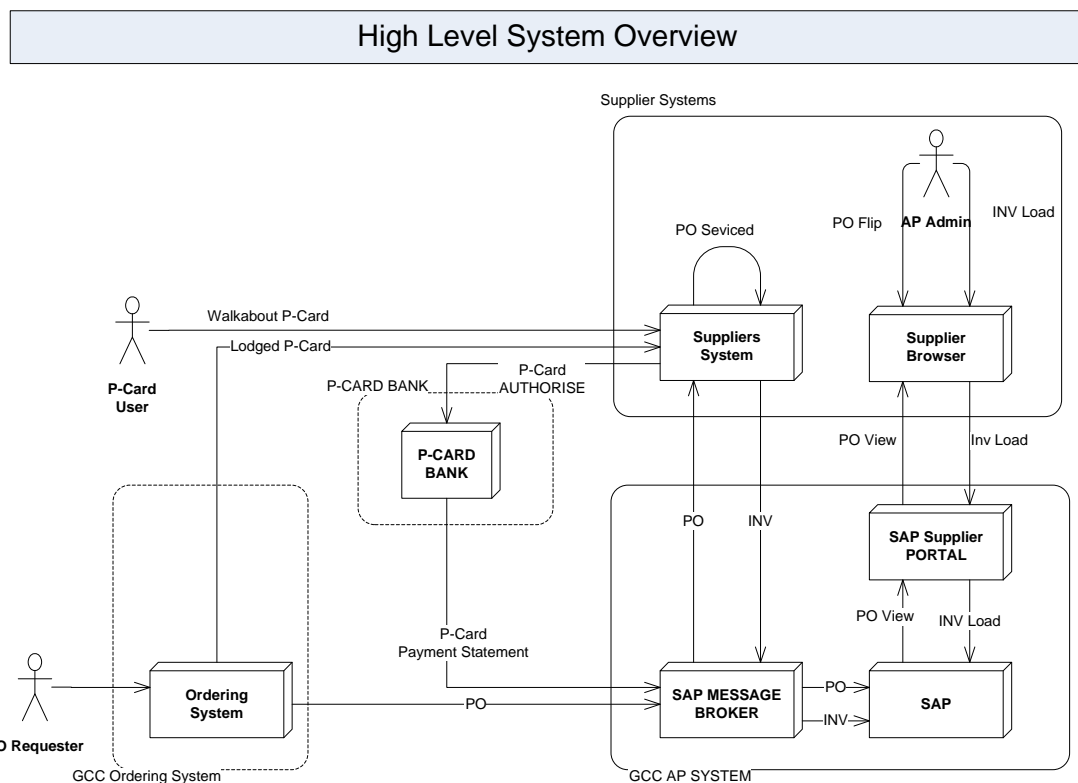 High Level System Overview
Supplier Systems
PO Flip
AP Admin
INV Load
PO Seviced
Walkabout P-Card
Lodged P-Card
Suppliers
System
Supplier
Browser
P-Card
User
P-CARD BANK
P-Card
AUTHORISE
P-CARD
BANK
PO View
Inv Load
PO
INV
SAP Supplier
PORTAL
PO View
INV Load
P-Card
Payment Statement
Ordering
System
PO
SAP MESSAGE
BROKER
PO
INV
SAP
O Requester
GCC Ordering System
GCC AP SYSTEM